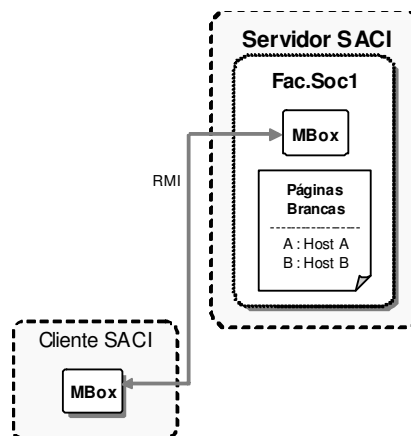 Servidor SACI
Fac.Soc1
MBox
RMI
Páginas
Brancas
A : Host A
B : Host B
Cliente SACI
MBox